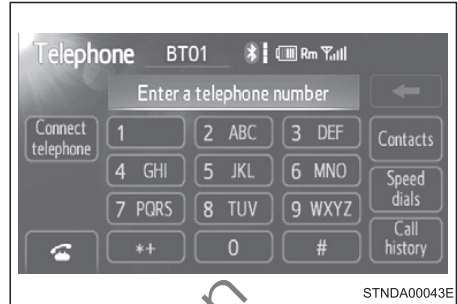 Telephone BT01 Rm
Enter a telephone number
Connect
telephone
1
2 ABC
3 DEF
Contacts
4 GHI
5 JKL
6 MNO
Speed
dials
7 PQRS
8 TUV
9 WXYZ
Call
history
*+
0
#
STNDA00043E